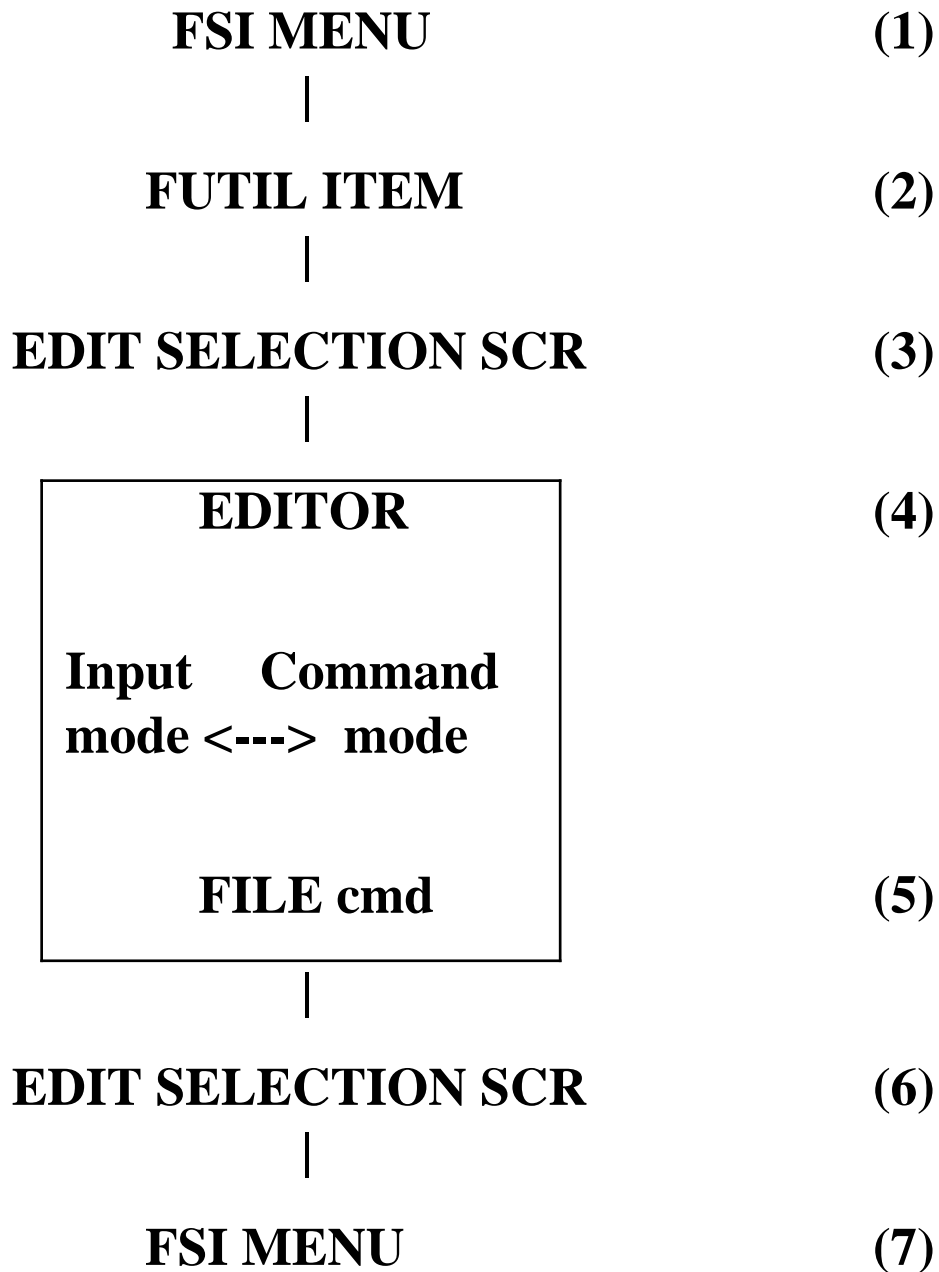 FSI MENU (1)
FUTIL ITEM (2)
EDIT SELECTION SCR (3)
EDITOR (4)
Input Command
mode <---> mode
FILE cmd (5)
EDIT SELECTION SCR (6)
FSI MENU (7)